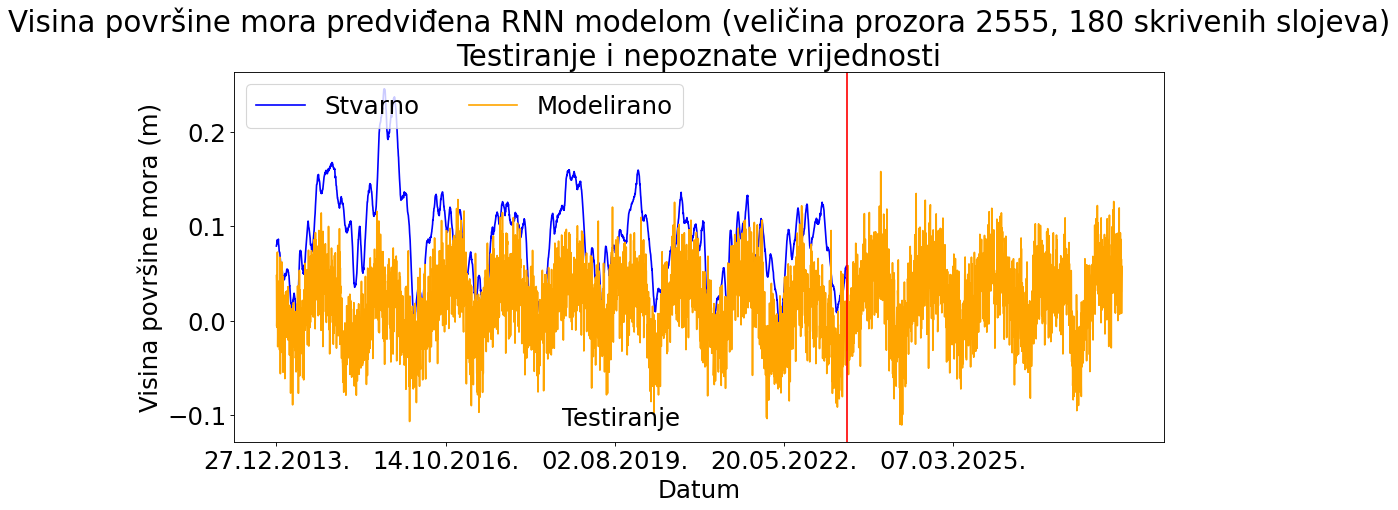 Visina površine mora predviđena RNN modelom (veličina prozora 2555, 180 skrivenih slojeva)
Testiranje i nepoznate vrijednosti
Stvarno Modelirano
Visina površine mora (m)
0.2
0.1
0.0
−0.1
Testiranje
27.12.2013. 14.10.2016. 02.08.2019. 20.05.2022. 07.03.2025.
Datum